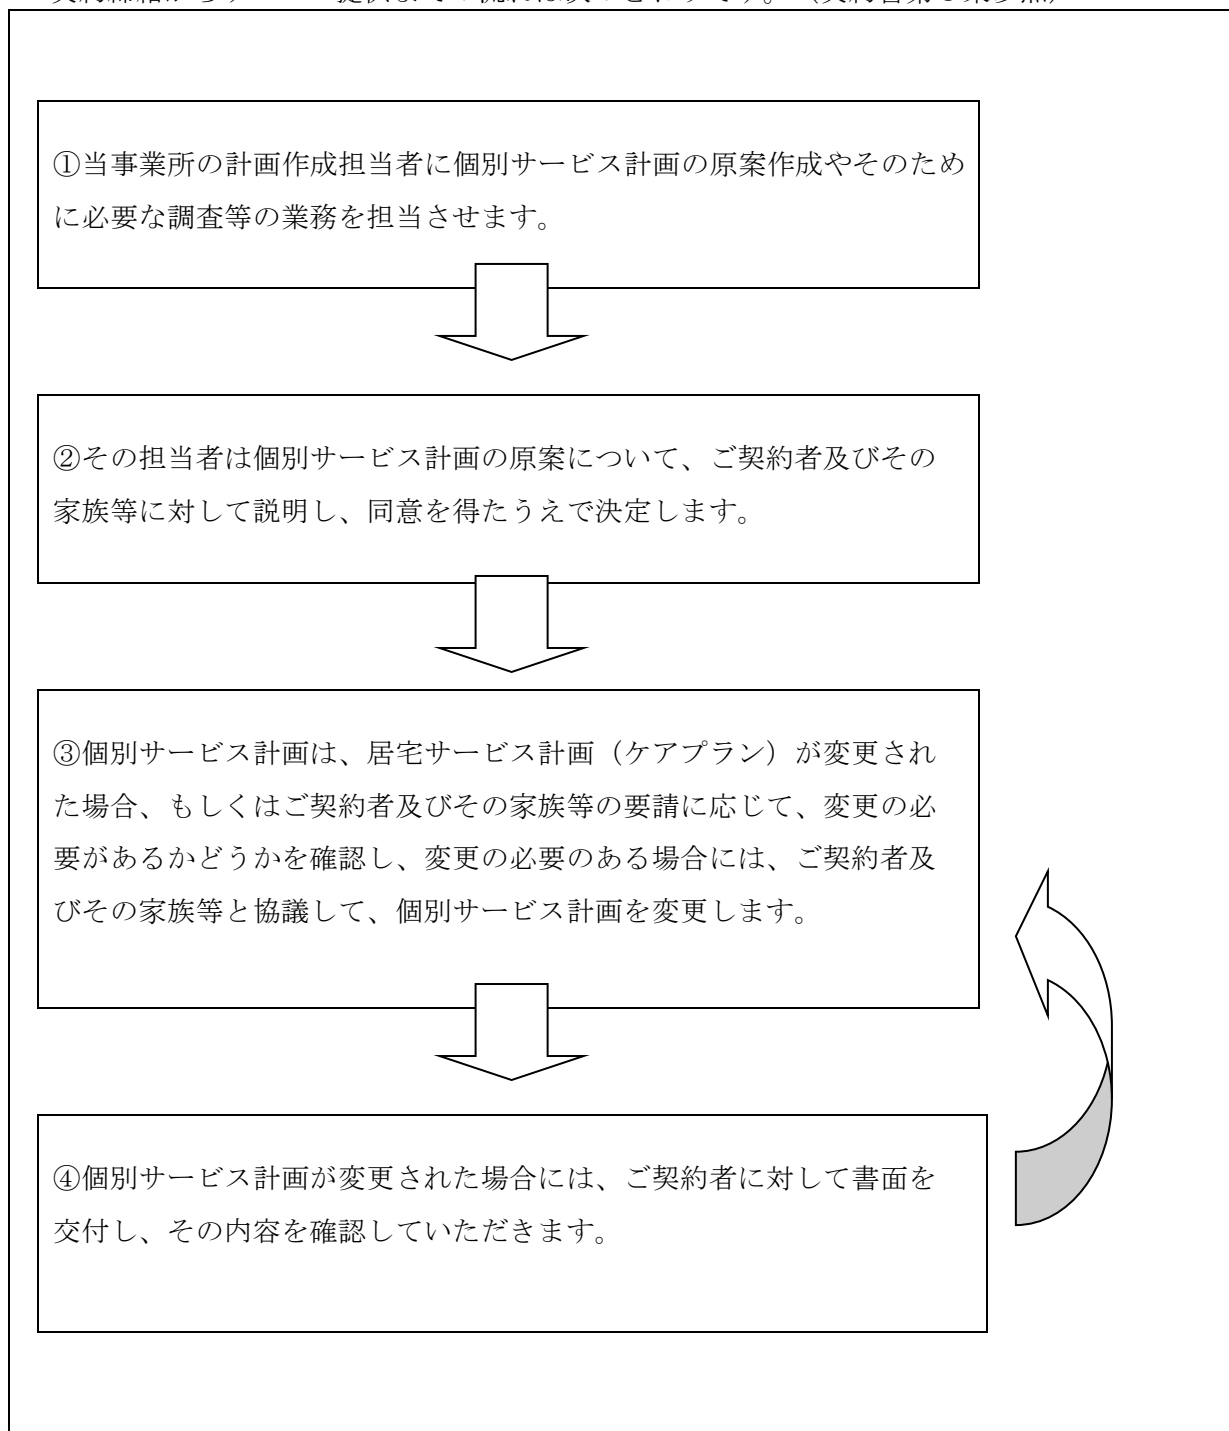 ①当事業所の計画作成担当者に個別サービス計画の原案作成やそのため
に必要な調査等の業務を担当させます。
②その担当者は個別サービス計画の原案について、ご契約者及びその
家族等に対して説明し、同意を得たうえで決定します。
③個別サービス計画は、居宅サービス計画（ケアプラン）が変更され
た場合、もしくはご契約者及びその家族等の要請に応じて、変更の必
要があるかどうかを確認し、変更の必要のある場合には、ご契約者及
びその家族等と協議して、個別サービス計画を変更します。
④個別サービス計画が変更された場合には、ご契約者に対して書面を
交付し、その内容を確認していただきます。